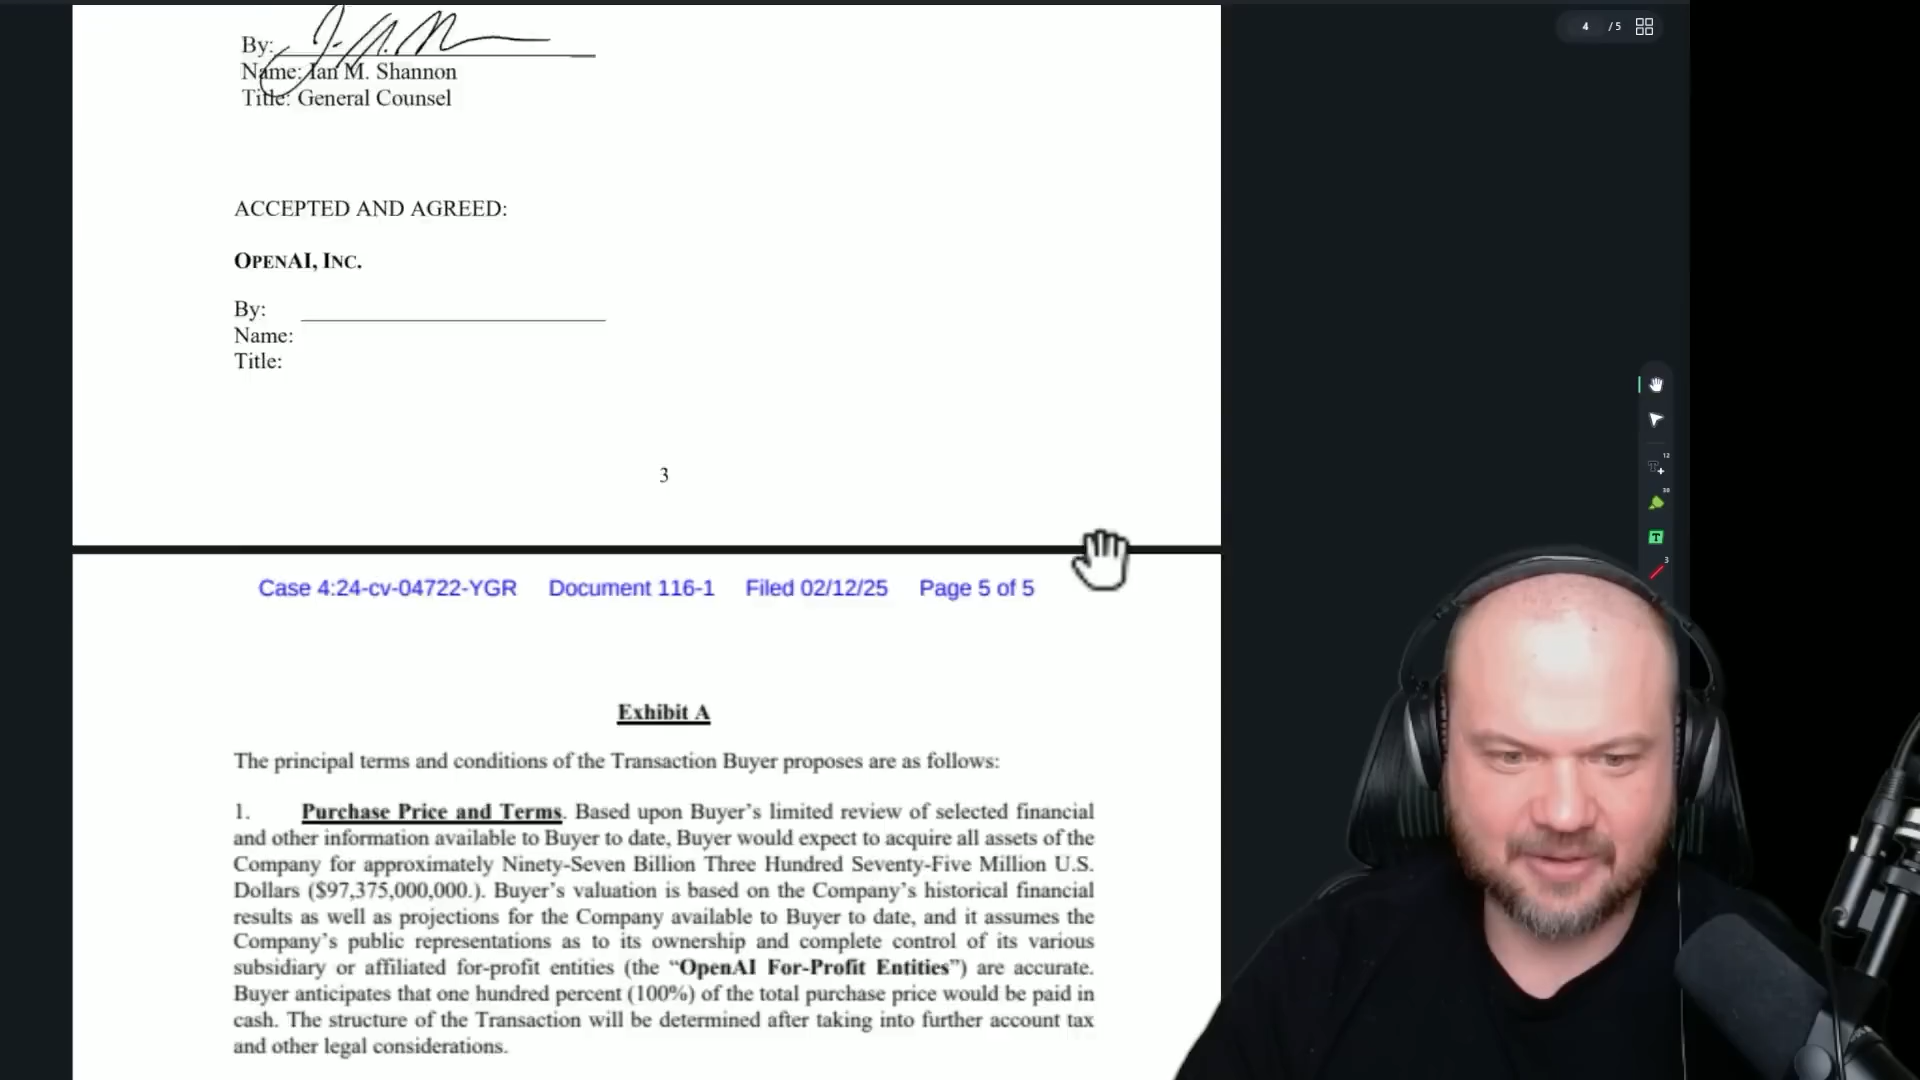 4 / 5
By:
Name: Ian M. Shannon
Title: General Counsel
ACCEPTED AND AGREED:
OPENAI, INC.
By:
Name:
Title:
3
Case 4:24-cv-04722-YGR Document 116-1 Filed 02/12/25 Page 5 of 5
Exhibit A
The principal terms and conditions of the Transaction Buyer proposes are as follows:
1. Purchase Price and Terms. Based upon Buyer's limited review of selected financial
and other information available to Buyer to date, Buyer would expect to acquire all assets of the
Company for approximately Ninety-Seven Billion Three Hundred Seventy-Five Million U.S.
Dollars ($97,375,000,000.). Buyer's valuation is based on the Company's historical financial
results as well as projections for the Company available to Buyer to date, and it assumes the
Company's public representations as to its ownership and complete control of its various
subsidiary or affiliated for-profit entities (the “OpenAI For-Profit Entities”) are accurate.
Buyer anticipates that one hundred percent (100%) of the total purchase price would be paid in
cash. The structure of the Transaction will be determined after taking into further account tax
and other legal considerations.